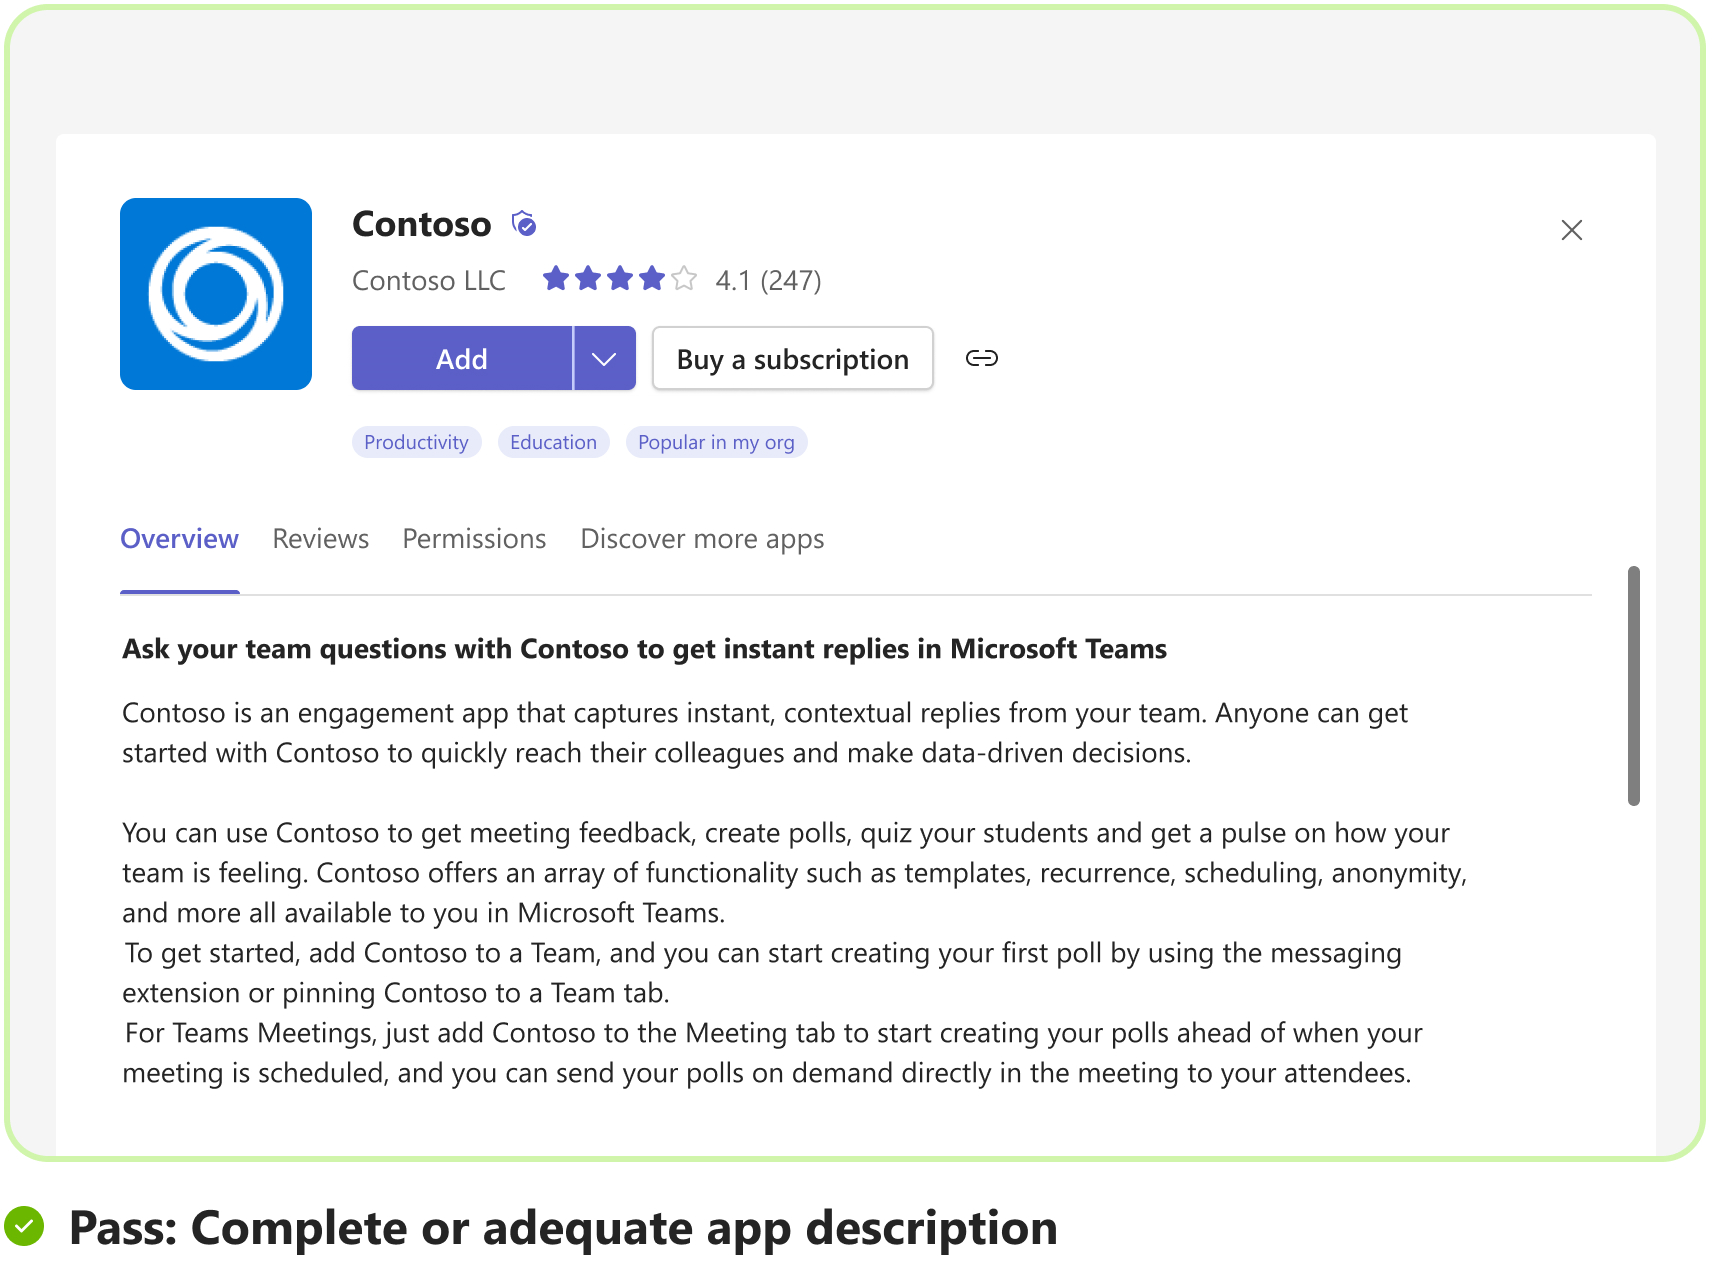 Contoso
Contoso LLC 4.1 (247)
Add Buy a subscription
Productivity Education Popular in my org
Overview Reviews Permissions Discover more apps
Ask your team questions with Contoso to get instant replies in Microsoft Teams
Contoso is an engagement app that captures instant, contextual replies from your team. Anyone can get
started with Contoso to quickly reach their colleagues and make data-driven decisions.
You can use Contoso to get meeting feedback, create polls, quiz your students and get a pulse on how your
team is feeling. Contoso offers an array of functionality such as templates, recurrence, scheduling, anonymity,
and more all available to you in Microsoft Teams.
To get started, add Contoso to a Team, and you can start creating your first poll by using the messaging
extension or pinning Contoso to a Team tab.
For Teams Meetings, just add Contoso to the Meeting tab to start creating your polls ahead of when your
meeting is scheduled, and you can send your polls on demand directly in the meeting to your attendees.
Pass: Complete or adequate app description